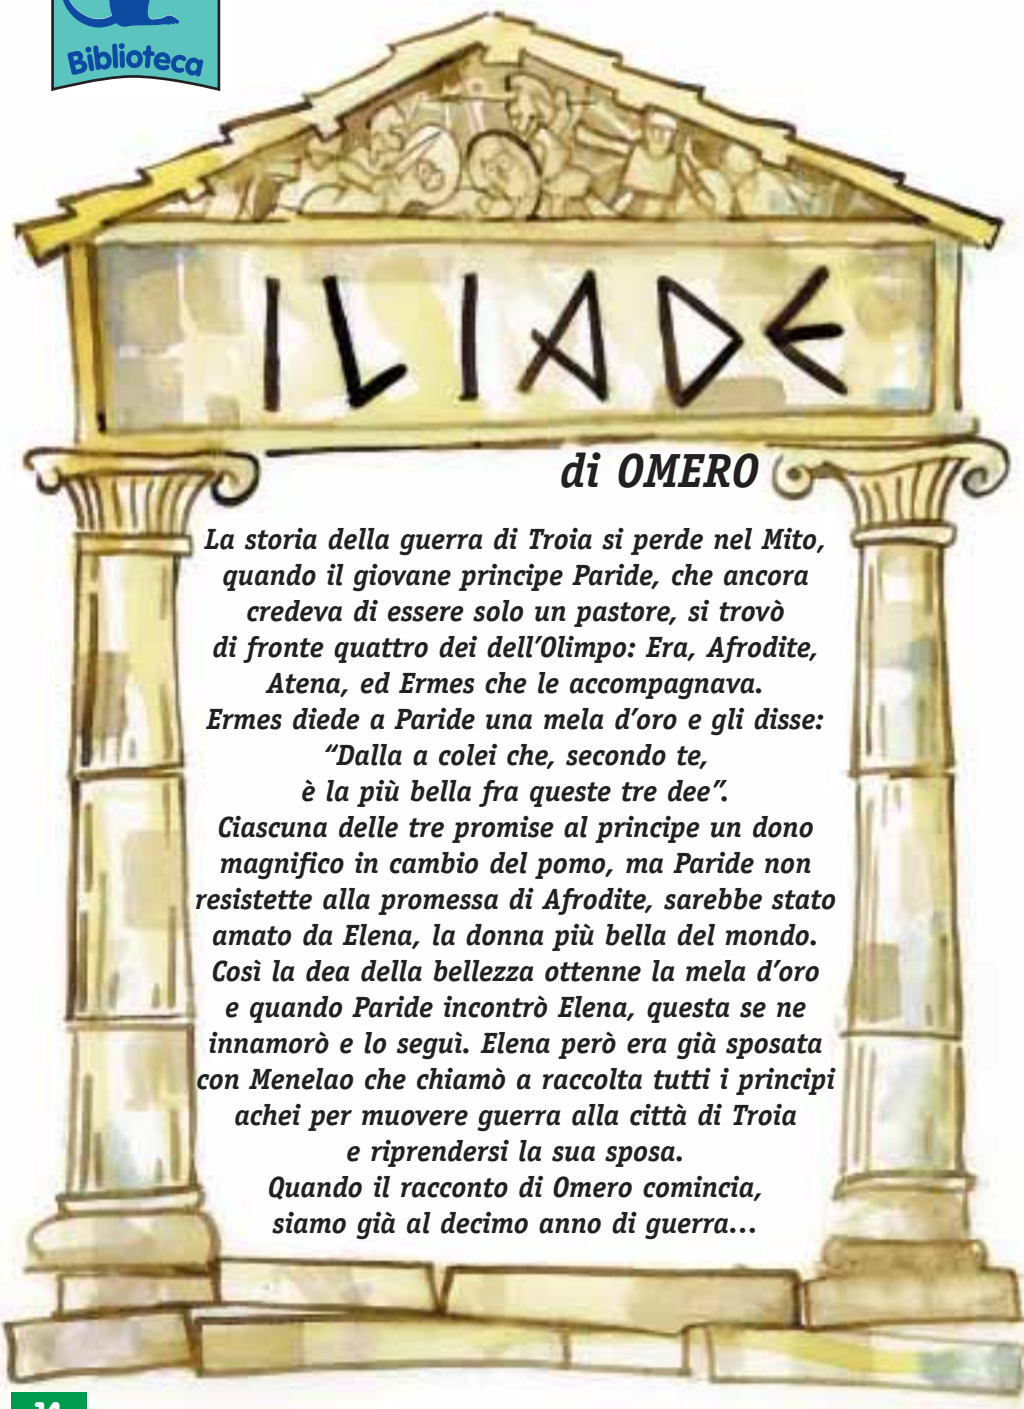 Biblioteca
ILIADE
di OMERO
La storia della guerra di Troia si perde nel Mito,
quando il giovane principe Paride, che ancora
credeva di essere solo un pastore, si trovò
di fronte quattro dei dell’Olimpo: Era, Afrodite,
Atena, ed Ermes che le accompagnava.
Ermes diede a Paride una mela d’oro e gli disse:
“Dalla a colei che, secondo te,
è la più bella fra queste tre dee”.
Ciascuna delle tre promise al principe un dono
magnifico in cambio del pomo, ma Paride non
resistette alla promessa di Afrodite, sarebbe stato
amato da Elena, la donna più bella del mondo.
Così la dea della bellezza ottenne la mela d’oro
e quando Paride incontrò Elena, questa se ne
innamorò e lo seguì. Elena però era già sposata
con Menelao che chiamò a raccolta tutti i principi
achei per muovere guerra alla città di Troia
e riprendersi la sua sposa.
Quando il racconto di Omero comincia,
siamo già al decimo anno di guerra...